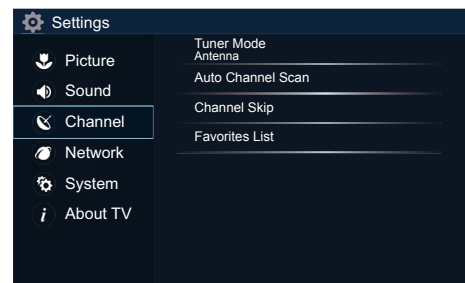 Settings
Picture
Sound
Channel
Network
System
About TV
Tuner Mode
Antenna
Auto Channel Scan
Channel Skip
Favorites List